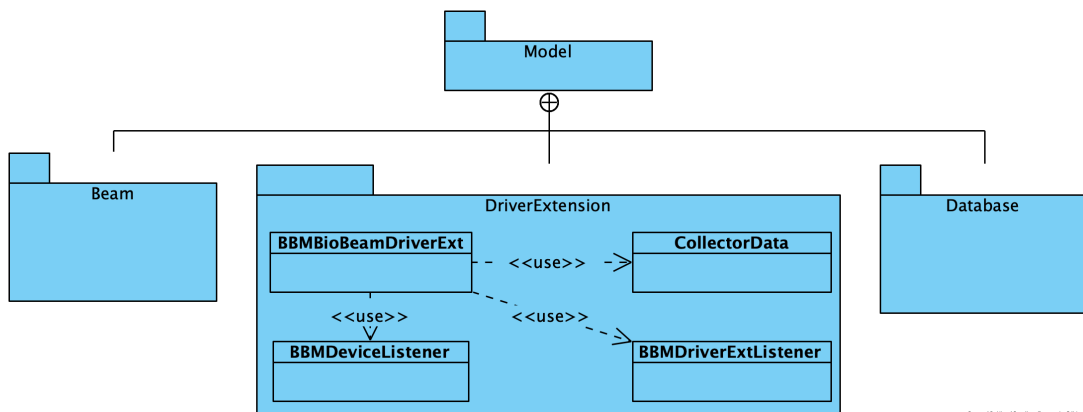 Model
Beam
DriverExtension
Database
BBMBioBeamDriverExt
CollectorData
<<use>>
<<use>>
<<use>>
BBMDeviceListener
BBMDriverExtListener